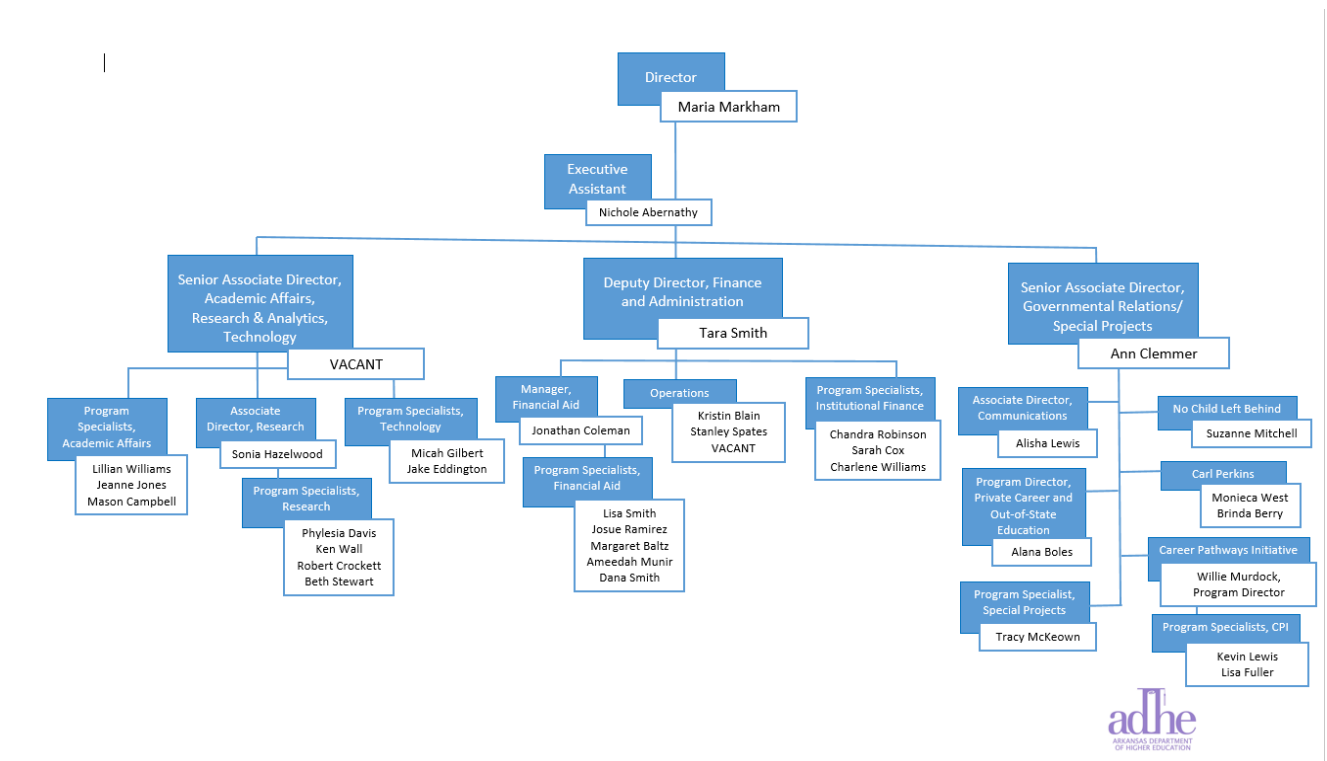 Director
Maria Markham
Executive
Assistant
Nichole Abernathy
Senior Associate Director,
Academic Affairs,
Research & Analytics,
Technology
VACANT
Program
Specialists,
Academic Affairs
Lillian Williams
Jeanne Jones
Mason Campbell
Associate
Director, Research
Sonia Hazelwood
Program Specialists,
Research
Phylesia Davis
Ken Wall
Robert Crockett
Beth Stewart
Program Specialists,
Technology
Micah Gilbert
Jake Eddington
Deputy Director, Finance
and Administration
Tara Smith
Manager,
Financial Aid
Jonathan Coleman
Program Specialists,
Financial Aid
Lisa Smith
Josue Ramirez
Margaret Baltz
Ameedah Munir
Dana Smith
Operations
Kristin Blain
Stanley Spates
VACANT
Program Specialists,
Institutional Finance
Chandra Robinson
Sarah Cox
Charlene Williams
Senior Associate Director,
Governmental Relations/
Special Projects
Ann Clemmer
Associate Director,
Communications
Alisha Lewis
Program Director,
Private Career and
Out-of-State
Education
Alana Boles
Program Specialist,
Special Projects
Tracy McKeown
No Child Left Behind
Suzanne Mitchell
Carl Perkins
Monieca West
Brinda Berry
Career Pathways Initiative
Willie Murdock,
Program Director
Program Specialists, CPI
Kevin Lewis
Lisa Fuller
adhe
ARKANSAS DEPARTMENT
OF HIGHER EDUCATION